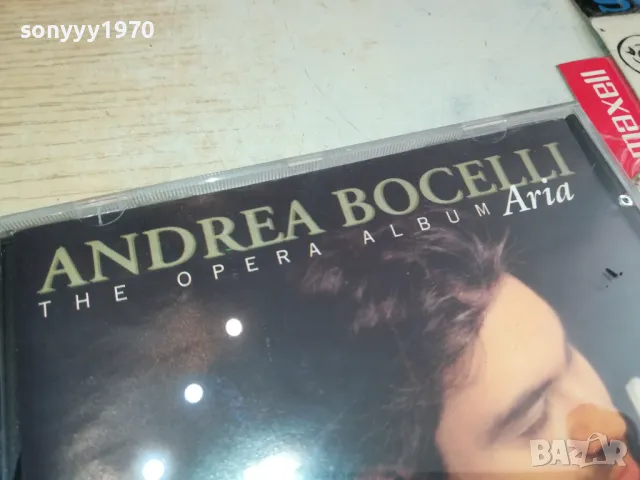 sonyyy1970
maxell
ANDREA BOCELLI
THE OPERA ALBUM Aria
BAZAR